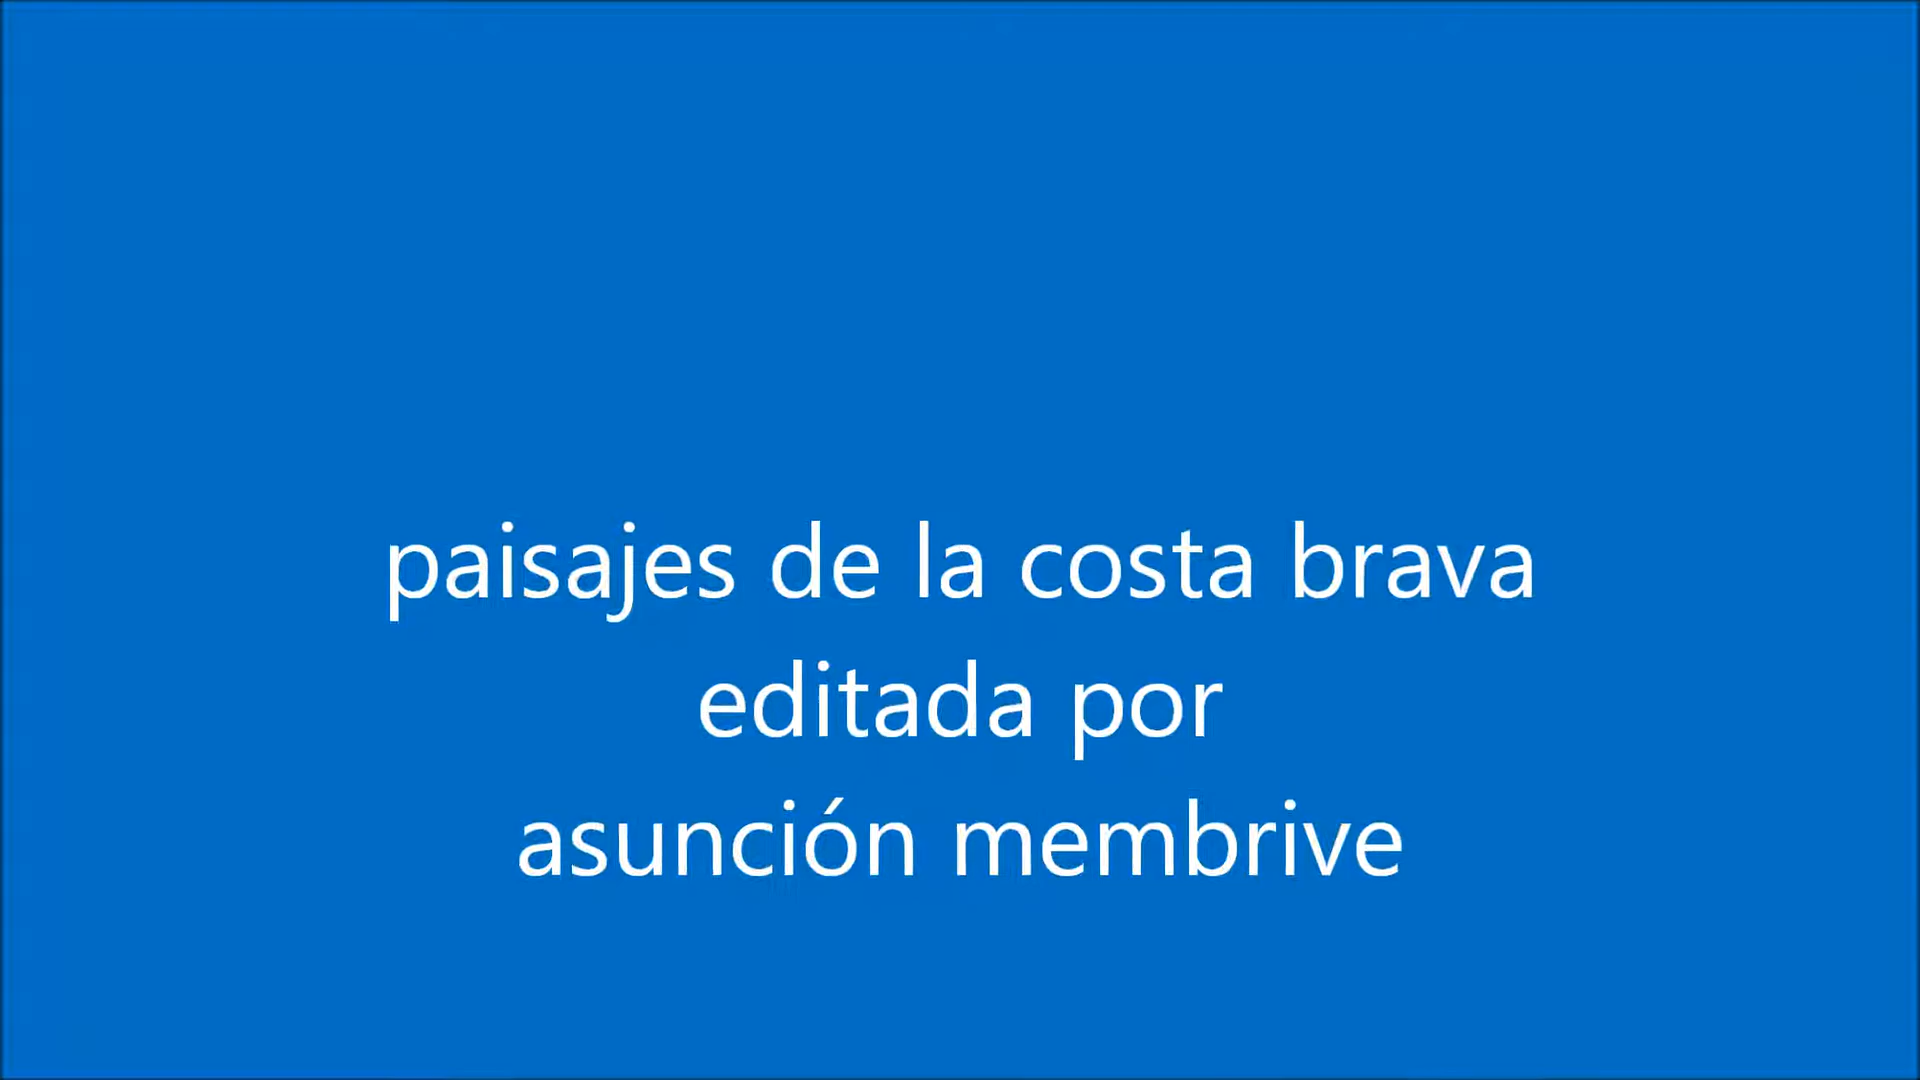 paisajes de la costa brava
editada por
asunción membrive